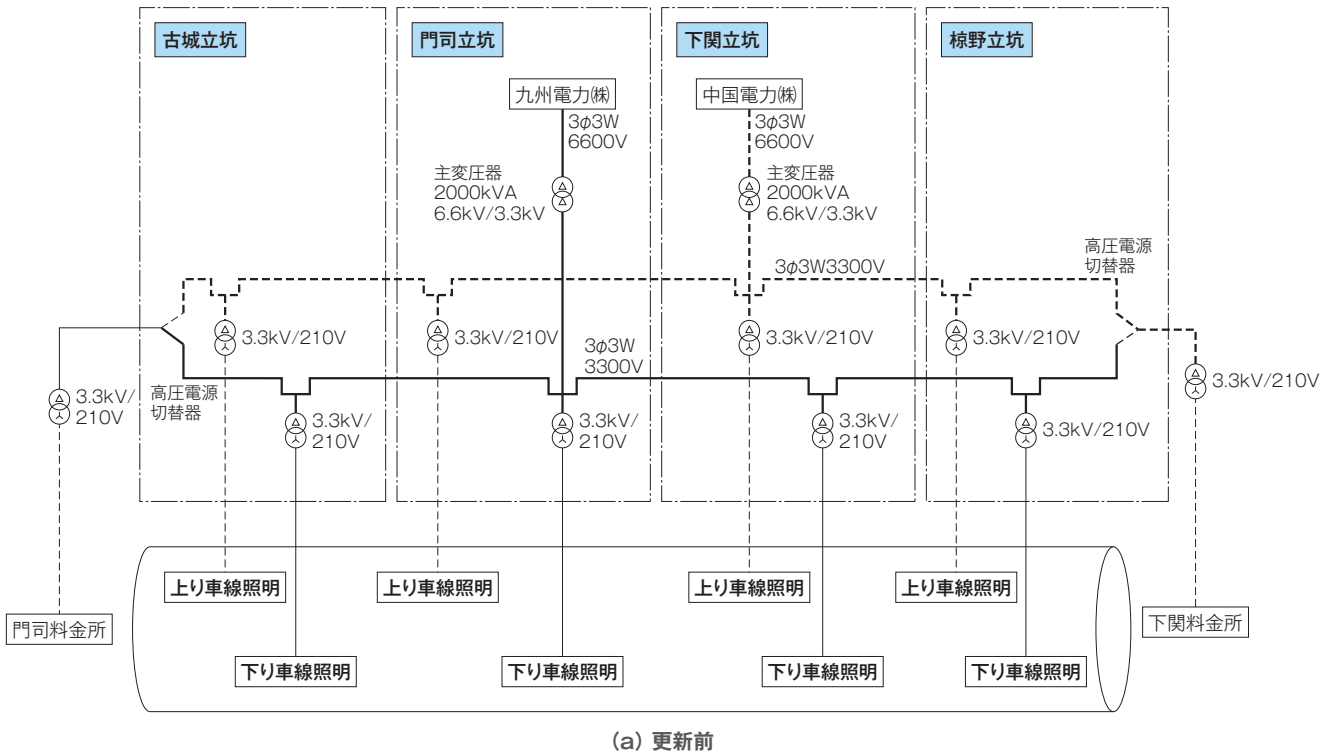 古城立坑
門司立坑
下関立坑
椋野立坑
九州電力㈱
中国電力㈱
3φ3W
6600V
3φ3W
6600V
主変圧器
2000kVA
6.6kV/3.3kV
主変圧器
2000kVA
6.6kV/3.3kV
高圧電源
切替器
3φ3W3300V
3.3kV/210V
3.3kV/210V
3.3kV/210V
3.3kV/210V
3φ3W
3300V
3.3kV/
210V
高圧電源
切替器
3.3kV/210V
3.3kV/
210V
3.3kV/
210V
3.3kV/
210V
3.3kV/210V
上り車線照明
上り車線照明
上り車線照明
上り車線照明
門司料金所
下関料金所
下り車線照明
下り車線照明
下り車線照明
下り車線照明
(a) 更新前